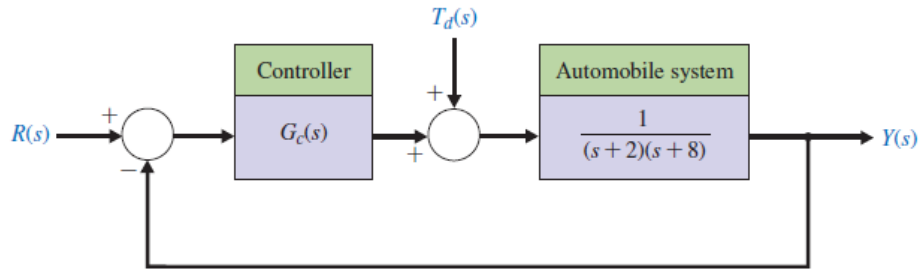 T_d(s)
Controller
Automobile system
+
+
R(s)
G_c(s)
1
(s + 2)(s + 8)
Y(s)
−
+